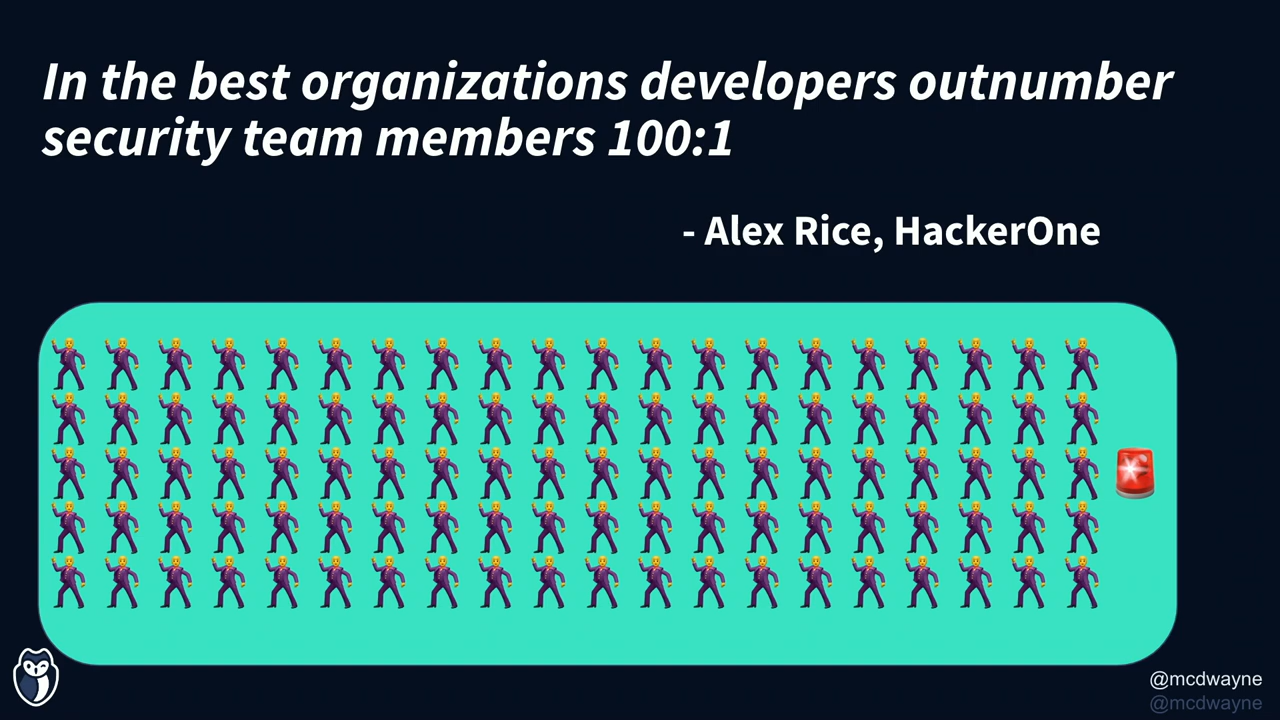 In the best organizations developers outnumber
security team members 100:1
- Alex Rice, HackerOne
@mcdwayne
@mcdwayne